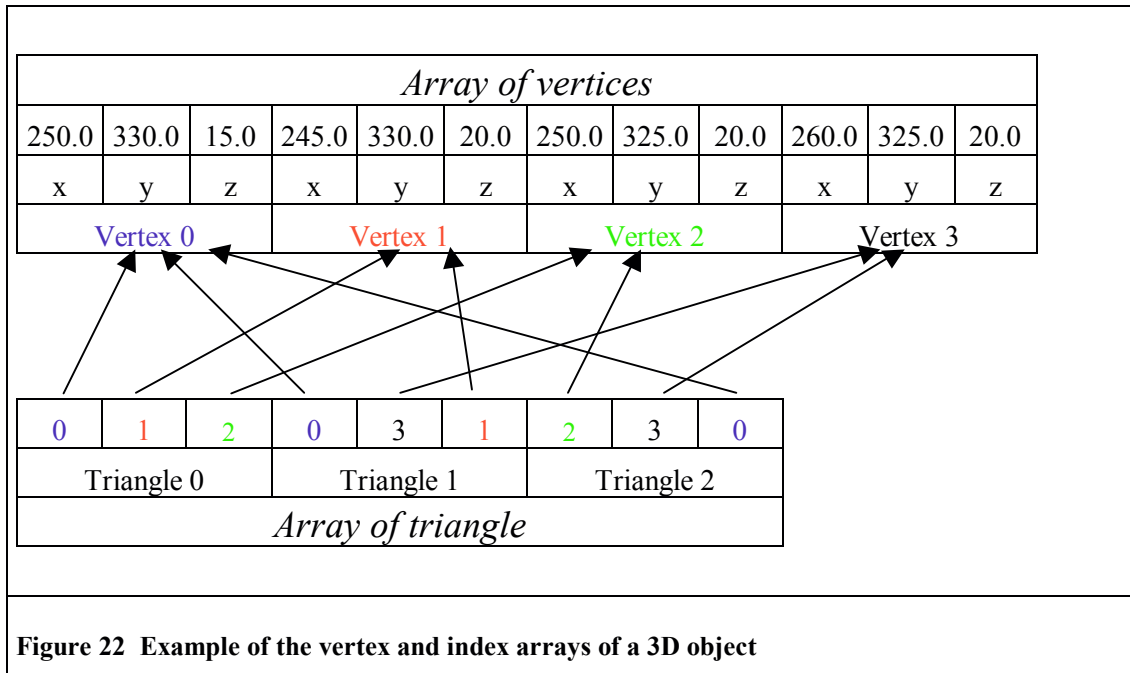 Array of vertices
250.0 330.0 15.0 245.0 330.0 20.0 250.0 325.0 20.0 260.0 325.0 20.0
x y z x y z x y z x y z
Vertex 0 Vertex 1 Vertex 2 Vertex 3
0 1 2 0 3 1 2 3 0
Triangle 0 Triangle 1 Triangle 2
Array of triangle
Figure 22 Example of the vertex and index arrays of a 3D object